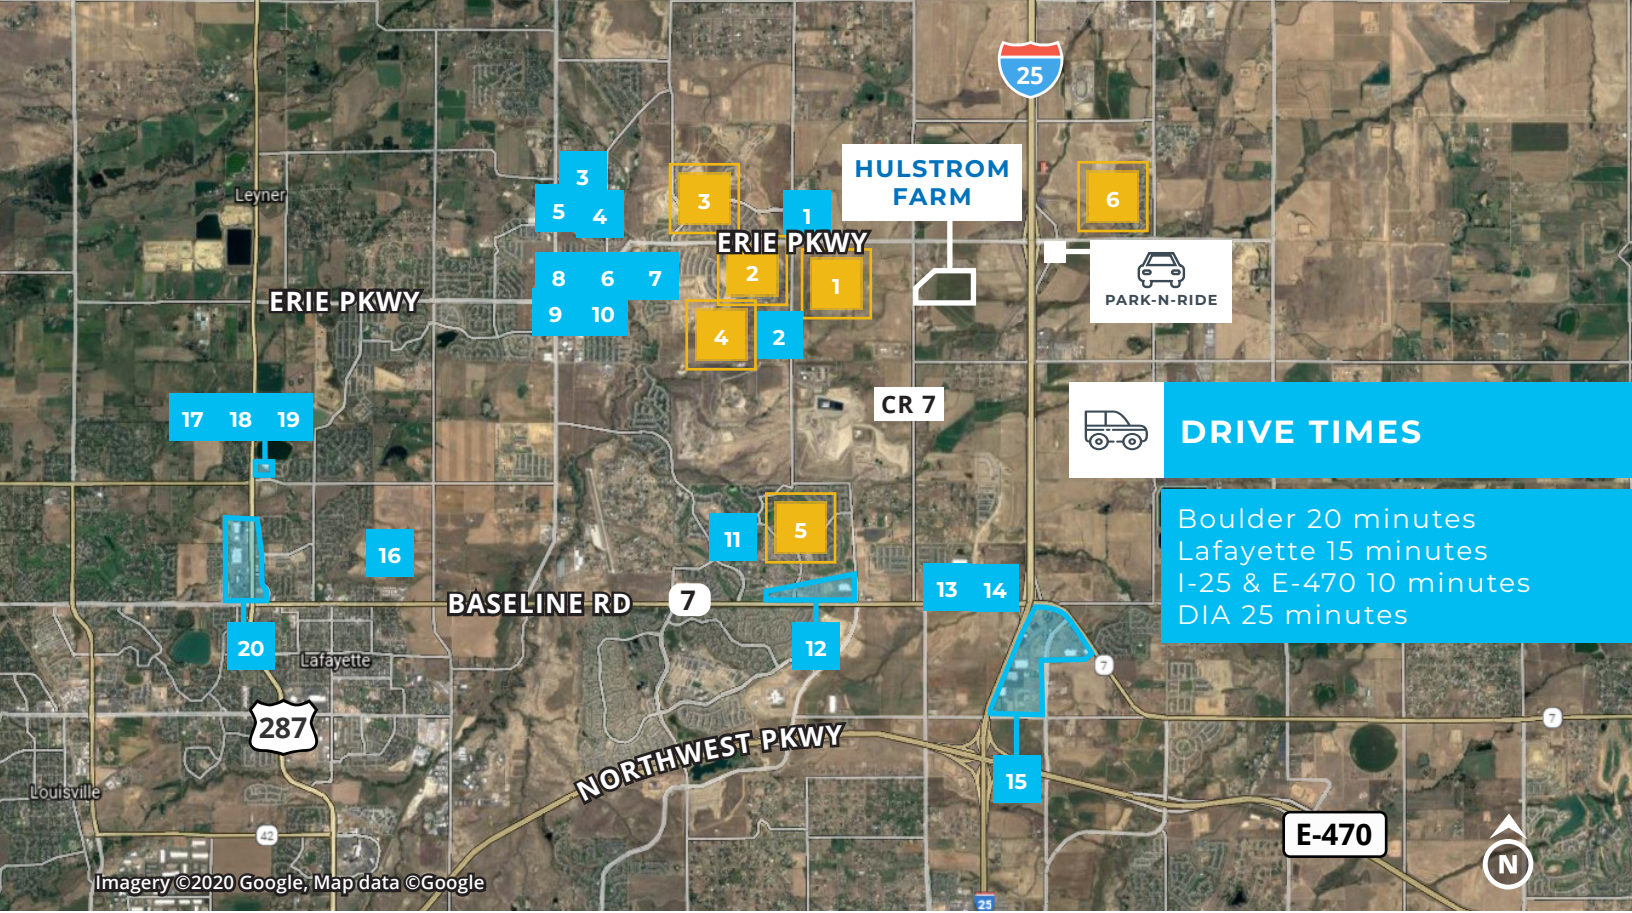 25
HULSTROM
FARM
3
5
4
3
1
6
Leyner
ERIE PKWY
8
6
7
2
1
PARK-N-RIDE
ERIE PKWY
9
10
4
2
CR 7
17
18
19
DRIVE TIMES
Boulder 20 minutes
Lafayette 15 minutes
I-25 & E-470 10 minutes
DIA 25 minutes
11
5
16
13
14
BASELINE RD
7
20
12
Lafayette
7
287
7
NORTHWEST PKWY
15
Louisville
42
E-470
N
Imagery ©2020 Google, Map data ©Google
25